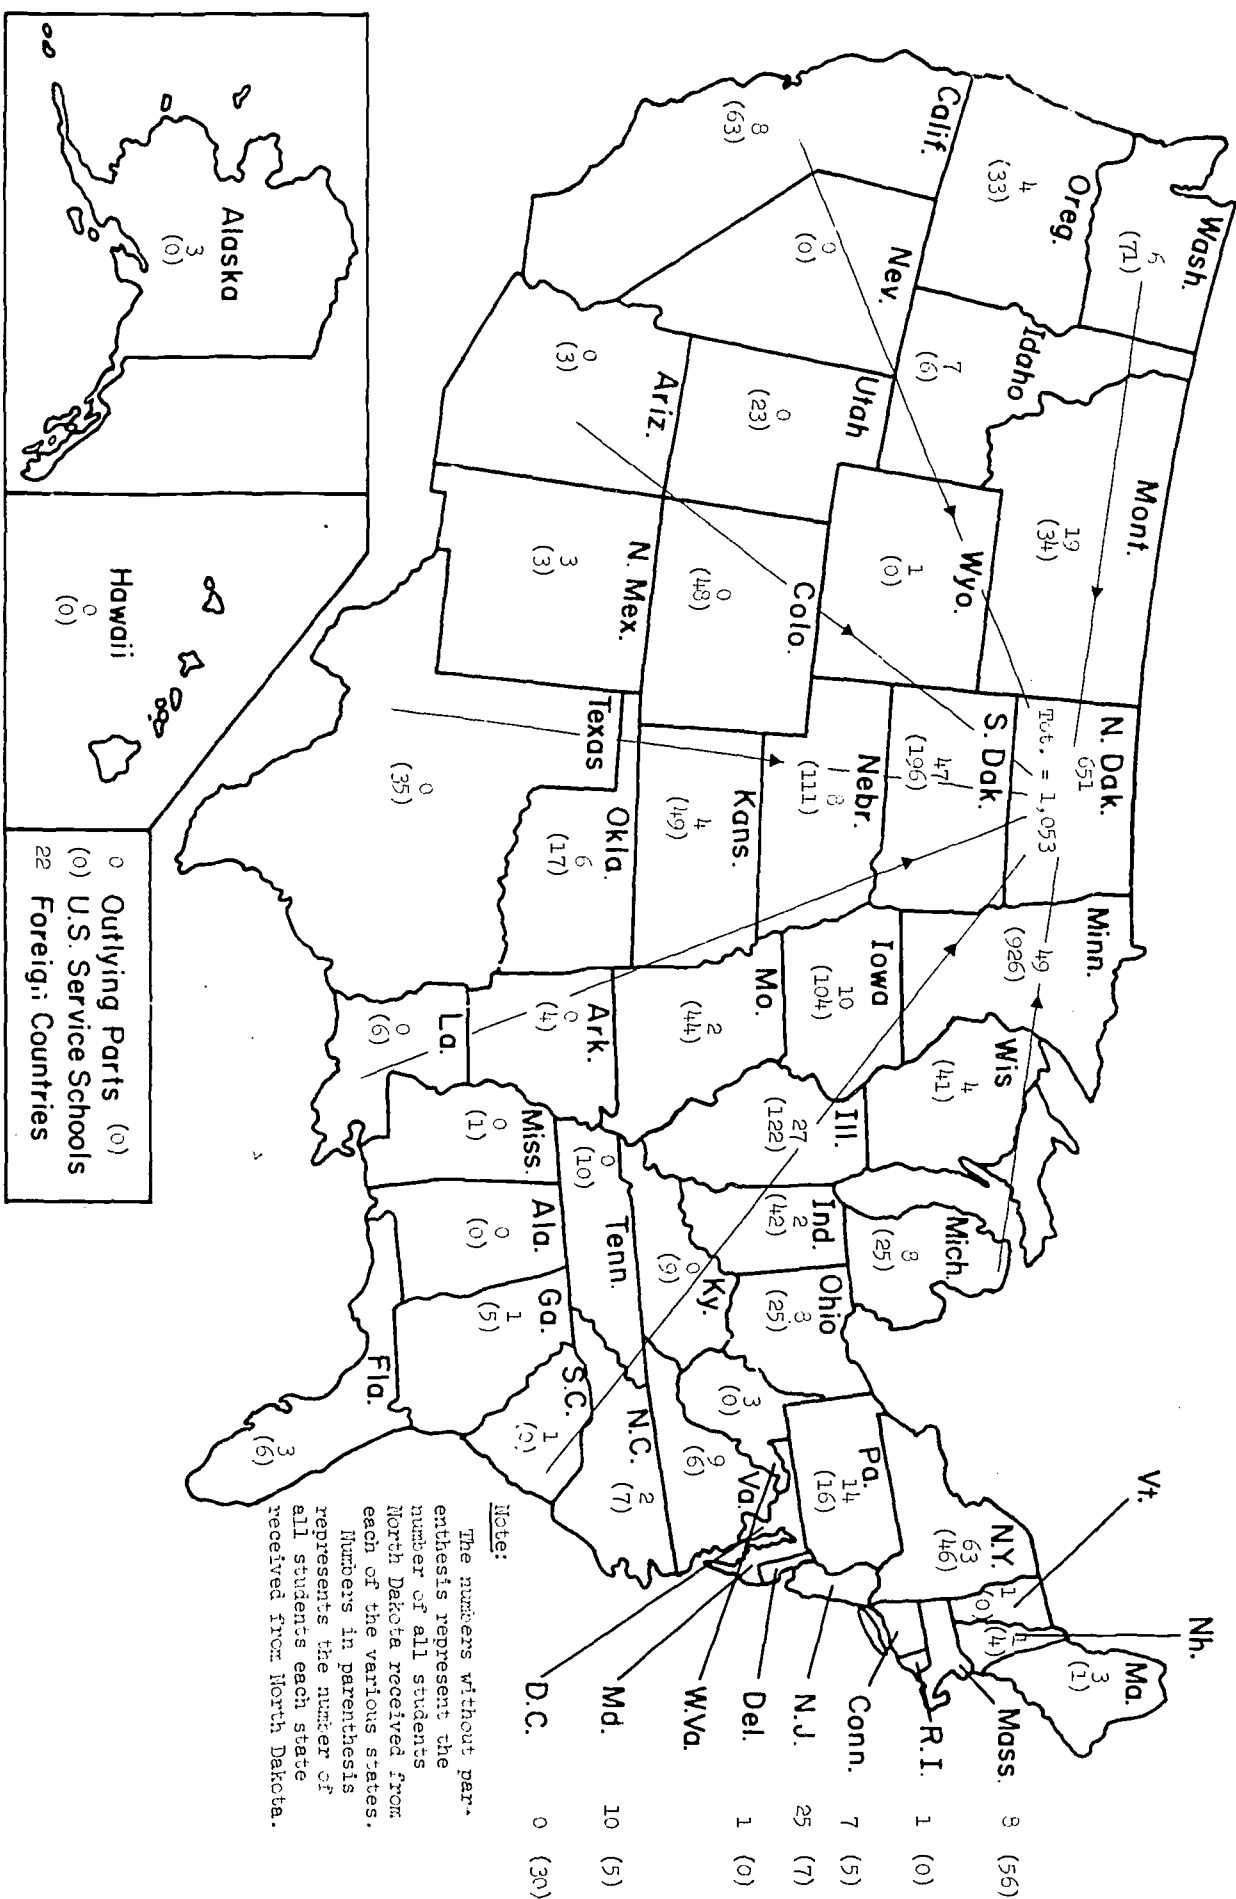 Wash.
6
(71)
Oreg.
4
(33)
Calif.
8
(63)
Nev.
0
(0)
Idaho
7
(6)
Utah
0
(23)
Ariz.
0
(3)
Mont.
19
(34)
Wyo.
1
(0)
Colo.
0
(48)
N. Mex.
3
(3)
N. Dak.
651
Tot. = 1,053
S. Dak.
47
(196)
Nebr.
8
(111)
Kans.
4
(49)
Okla.
6
(17)
Texas
0
(35)
Minn.
49
(926)
Iowa
10
(104)
Mo.
2
(44)
Ark.
0
(4)
La.
0
(6)
Wis
4
(41)
Ill.
27
(122)
Mich.
8
(25)
Ind.
2
(42)
Ohio
8
(25)
Ky.
0
(9)
Tenn.
0
(10)
Miss.
0
(1)
Ala.
0
(0)
Ga.
1
(5)
Fla.
3
(6)
S.C.
1
(0)
N.C.
2
(7)
Va.
9
(6)
3
(0)
Pa.
14
(16)
N.Y.
63
(46)
Vt.
1
(0)
Nh.
1
(4)
Ma.
3
(1)
Mass. 8 (56)
R.I. 1 (0)
Conn. 7 (5)
N.J. 25 (7)
Del. 1 (0)
W.Va.
Md. 10 (5)
D.C. 0 (30)
Alaska
3
(0)
Hawaii
0
(0)
0 Outlying Parts (0)
(0) U.S. Service Schools
22 Foreign Countries
Note:
The numbers without par-
enthesis represent the
number of all students
North Dakota received from
each of the various states.
Numbers in parenthesis
represents the number of
all students each state
received from North Dakota.